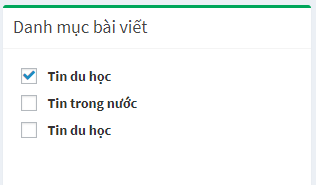 Danh mục bài viết
Tin du học
Tin trong nước
Tin du học